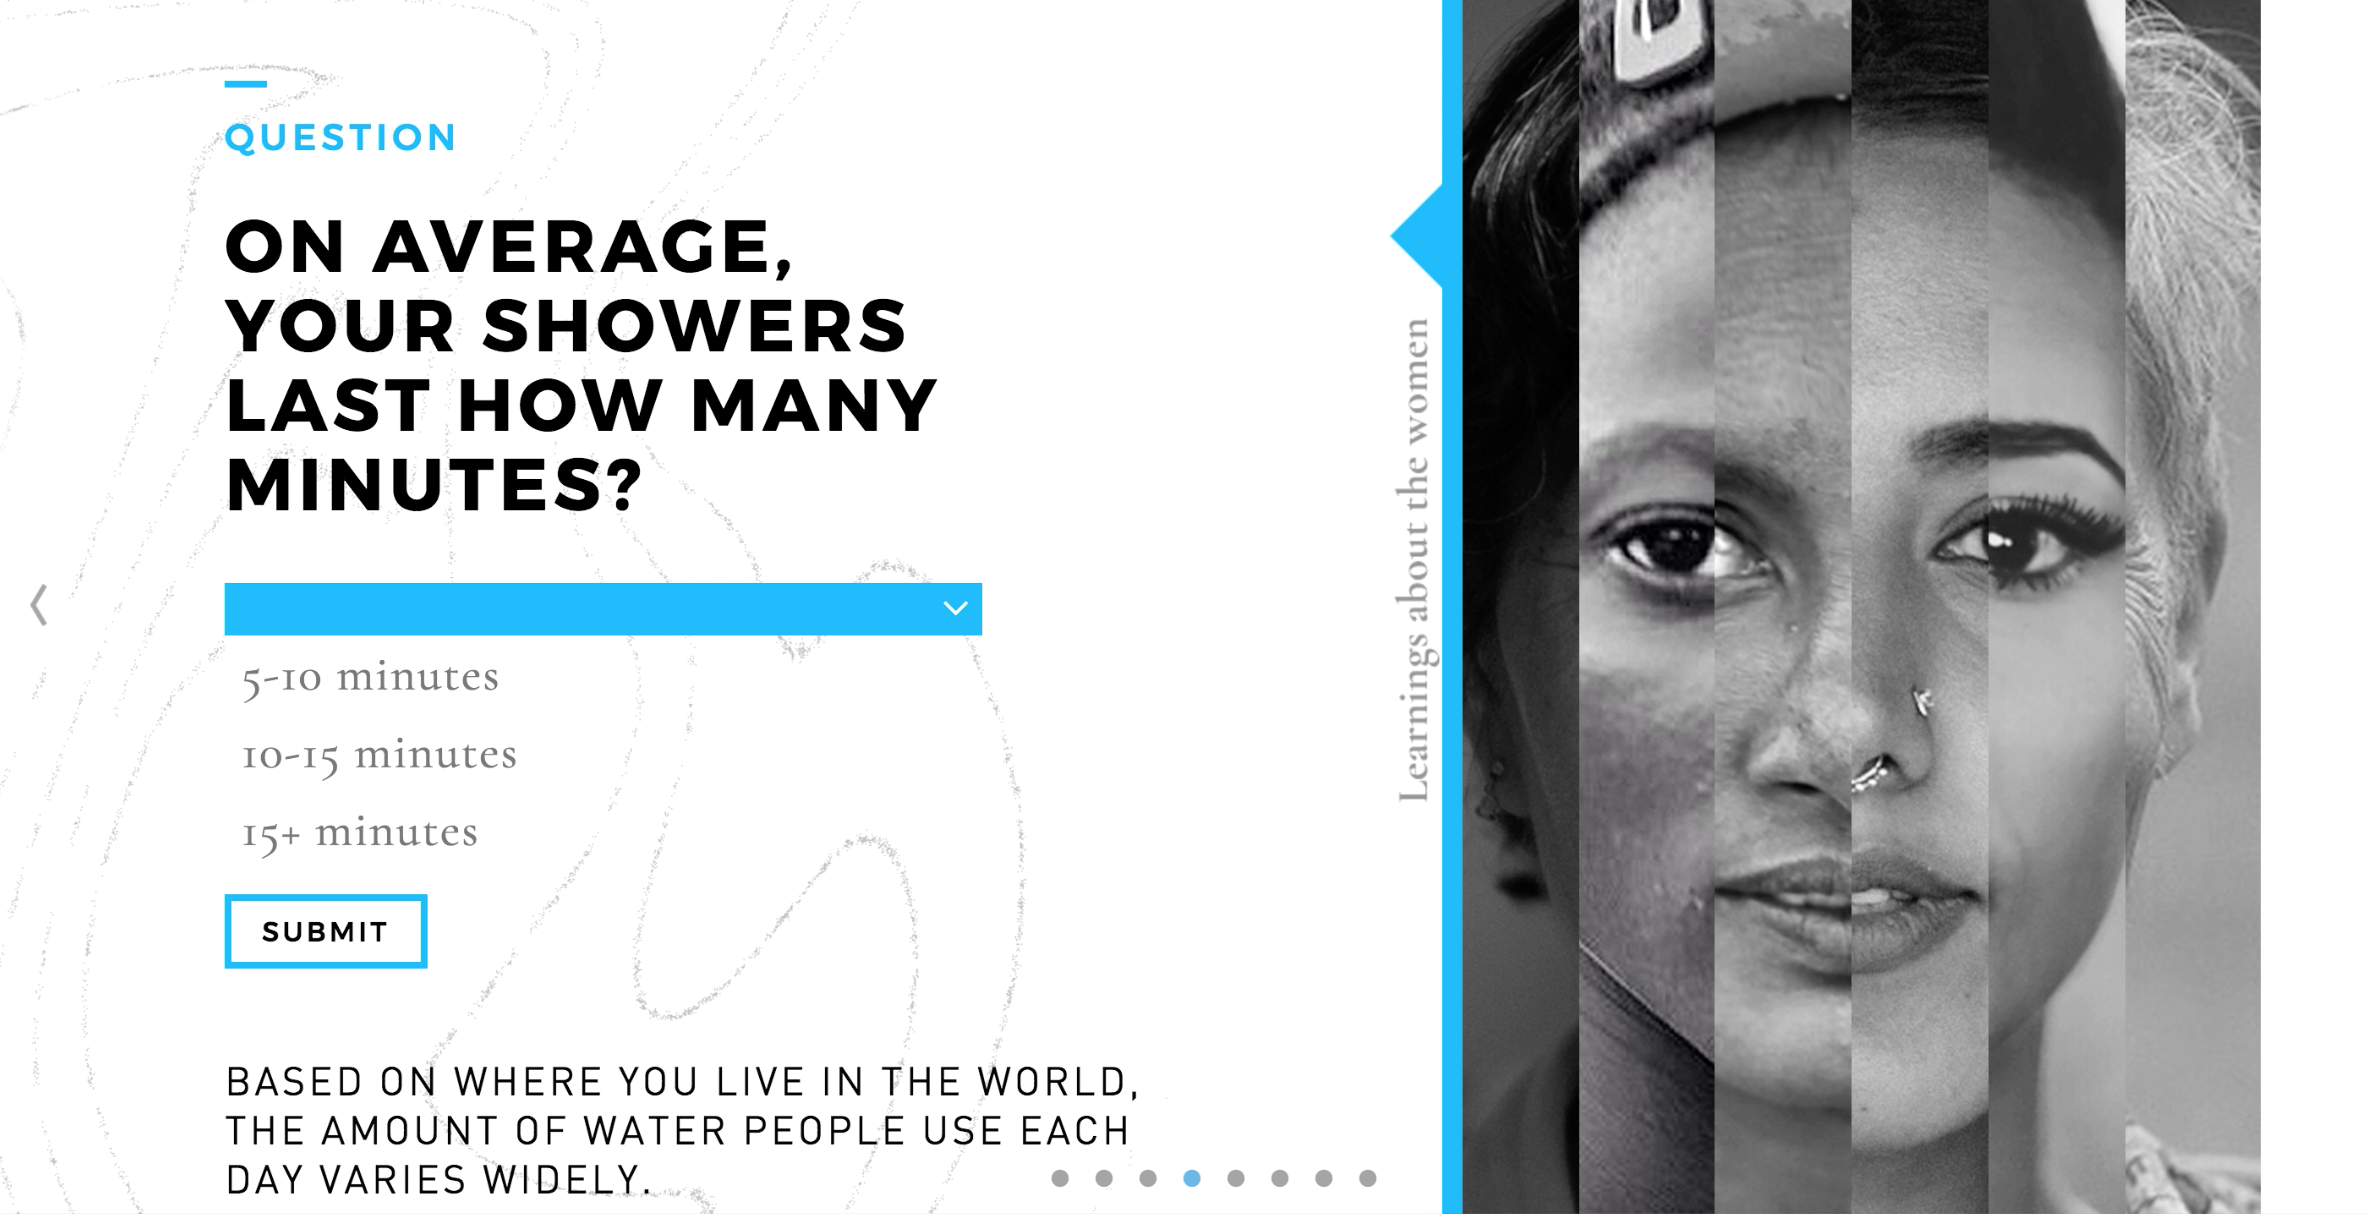 QUESTION
ON AVERAGE,
YOUR SHOWERS
LAST HOW MANY
MINUTES?
5-10 minutes
10-15 minutes
15+ minutes
SUBMIT
BASED ON WHERE YOU LIVE IN THE WORLD,
THE AMOUNT OF WATER PEOPLE USE EACH
DAY VARIES WIDELY.
Learnings about the women